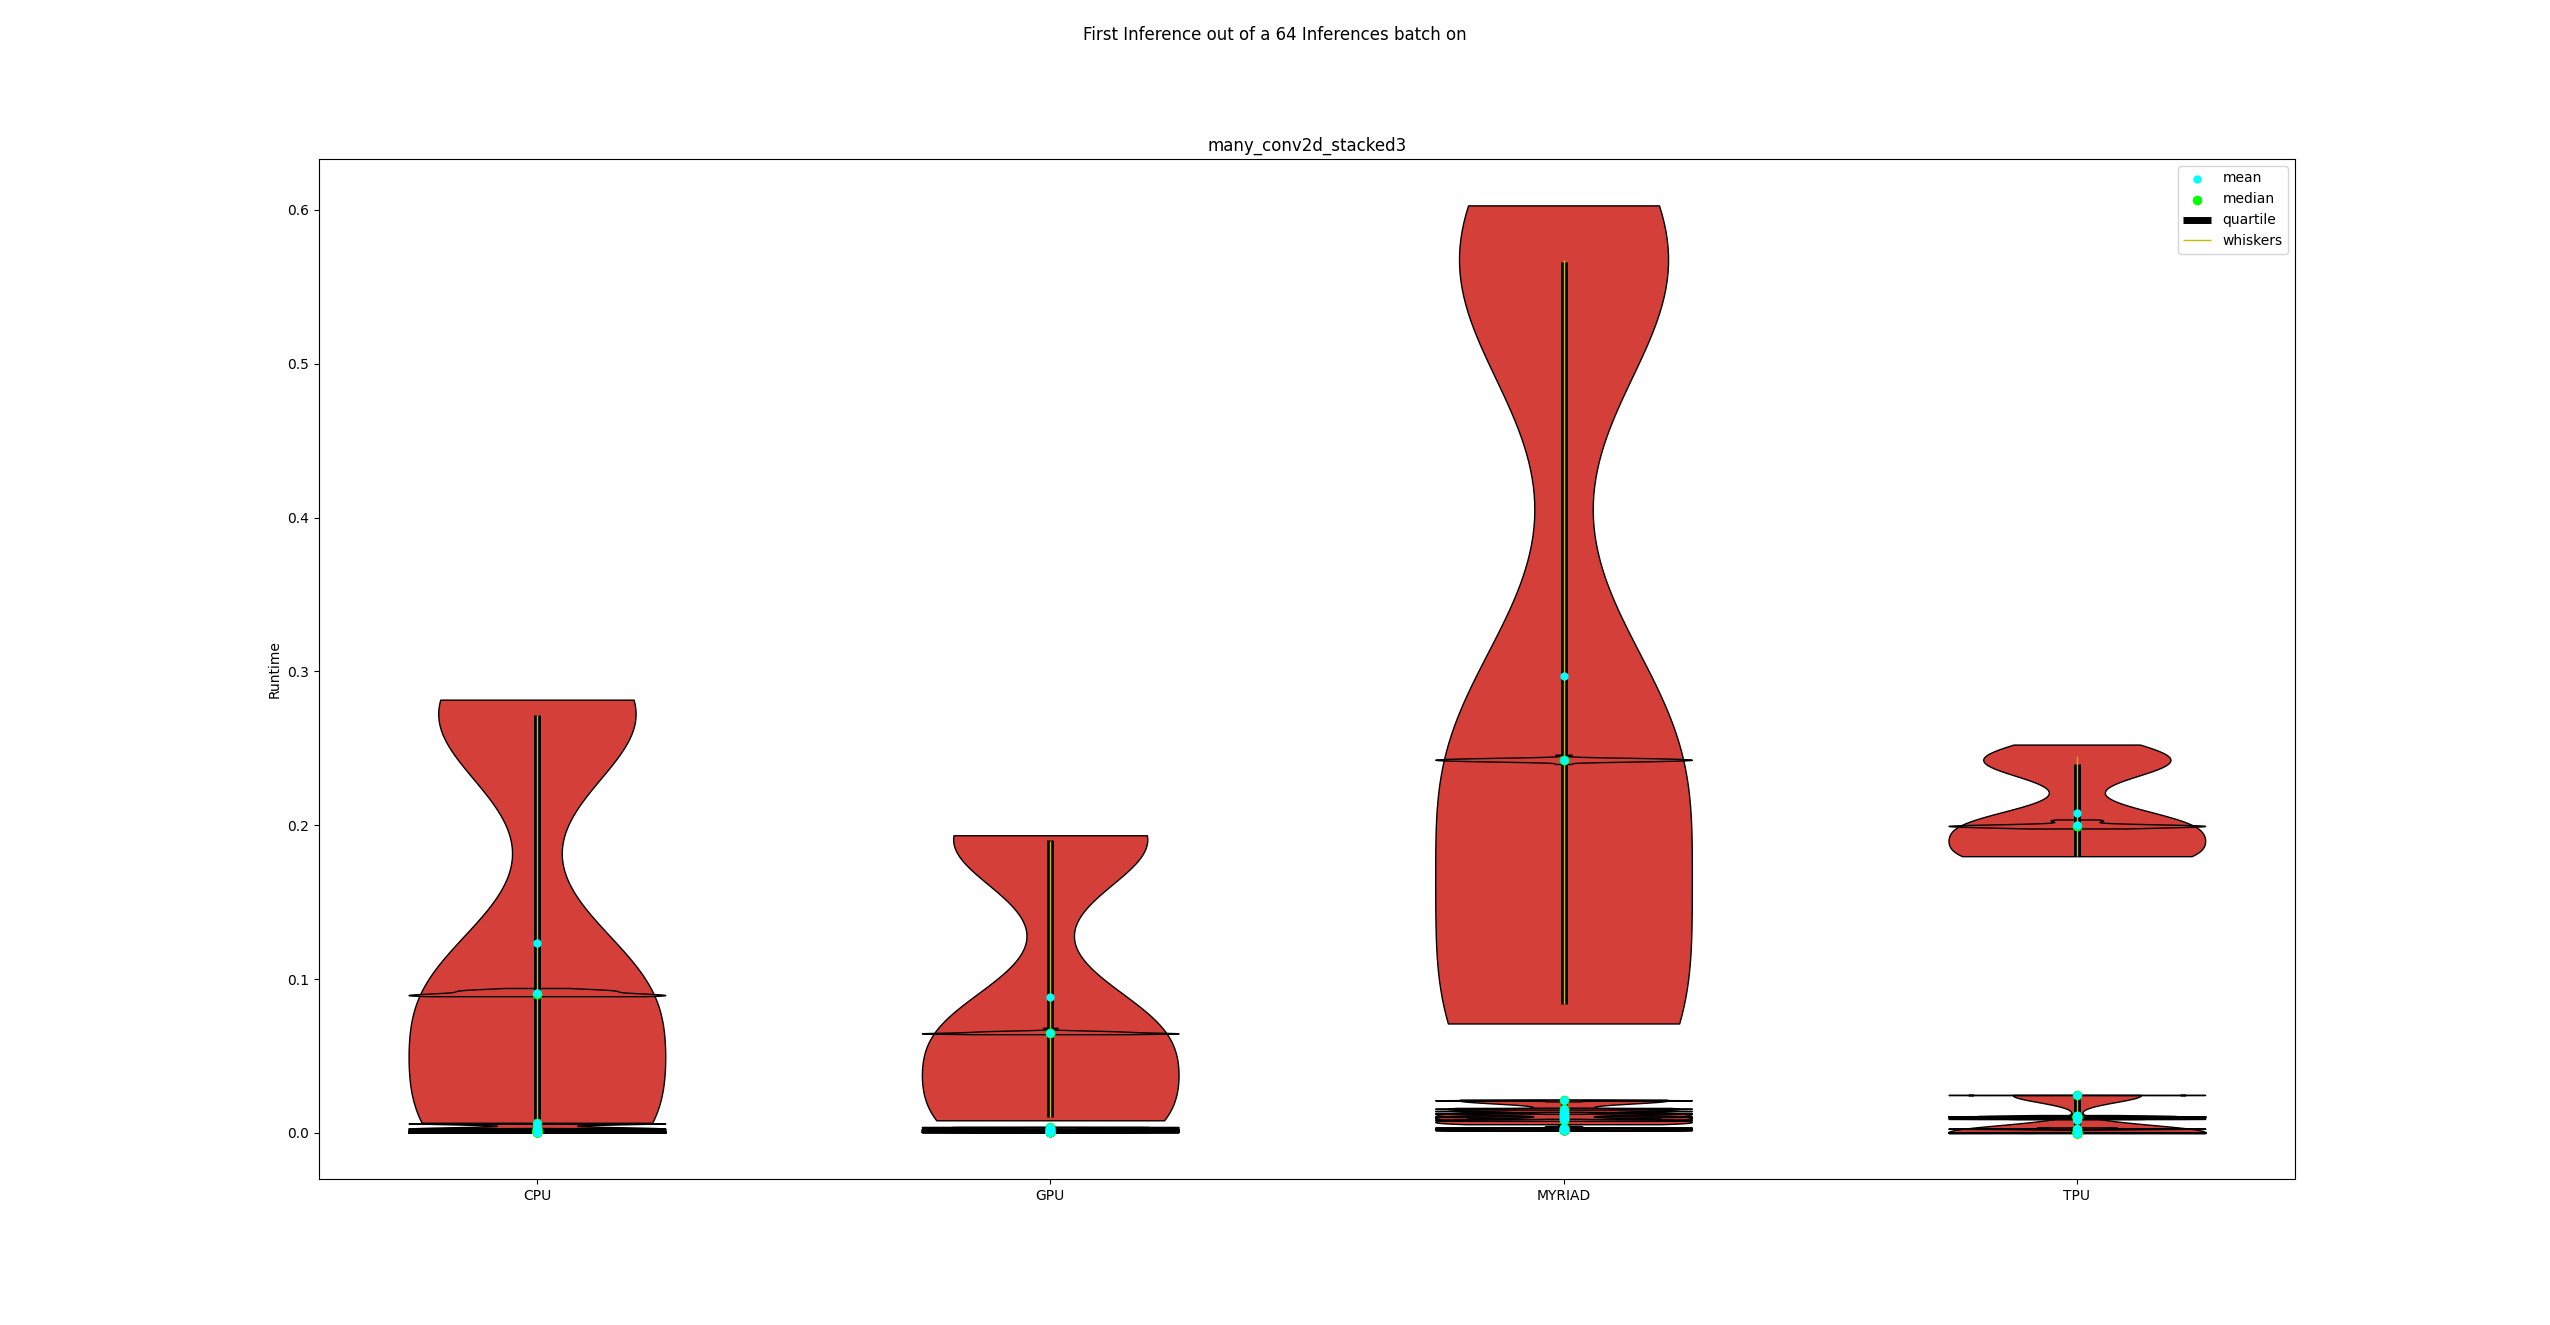 First Inference out of a 64 Inferences batch on
many_conv2d_stacked3
mean
median
quartile
whiskers
Runtime
0.6
0.5
0.4
0.3
0.2
0.1
0.0
CPU GPU MYRIAD TPU